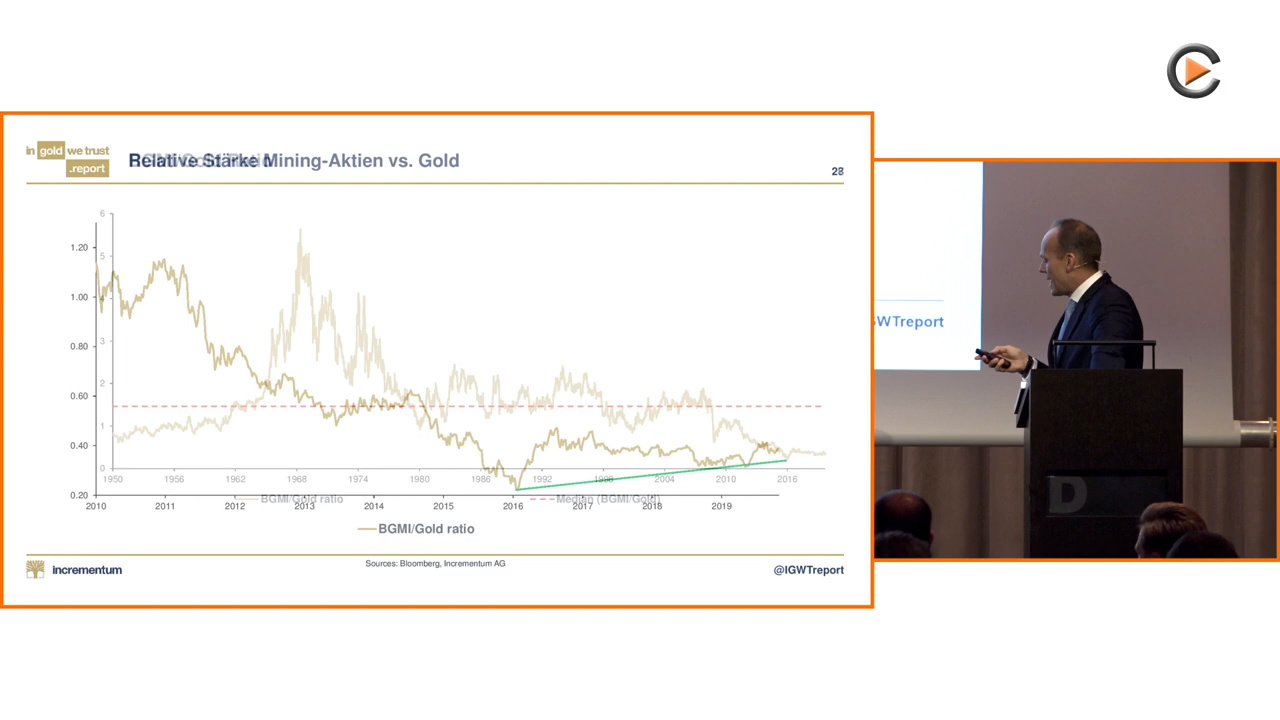 in gold we trust
.report
Relative Stärke Mining-Aktien vs. Gold
6
5
4
3
2
1
0
1.20
1.00
0.80
0.60
0.40
0.20
1950 1956 1962 1968 1974 1980 1986 1992 1998 2004 2010 2016
BGMI/Gold ratio Median (BGMI/Gold)
2010 2011 2012 2013 2014 2015 2016 2017 2018 2019
BGMI/Gold ratio
Sources: Bloomberg, Incrementum AG
incrementum
@IGWTreport
GWTreport
D